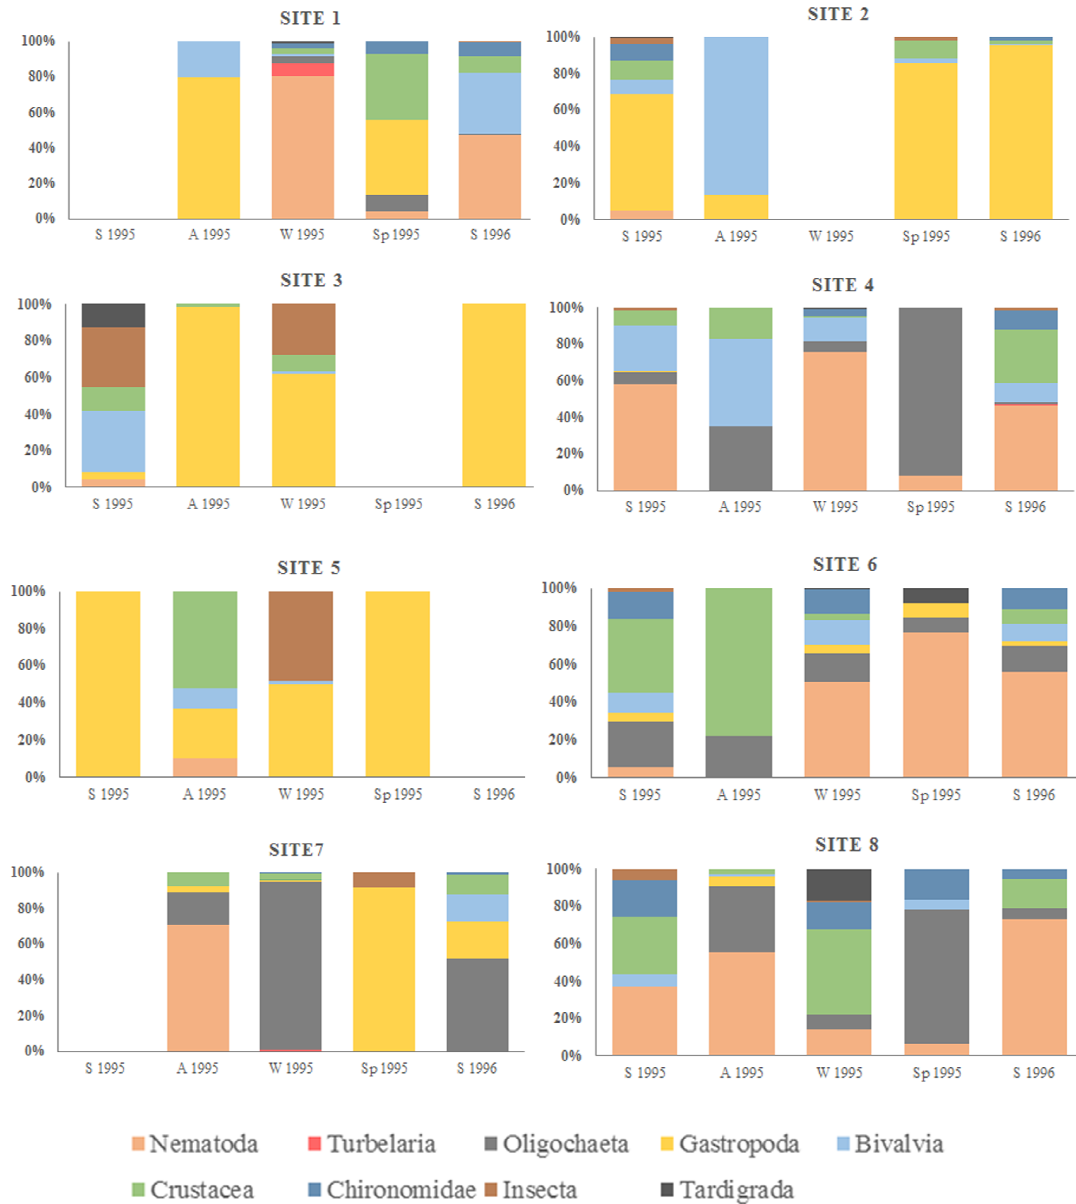 SITE 1
100%
80%
60%
40%
20%
0%
S 1995 A 1995 W 1995 Sp 1995 S 1996
SITE 2
100%
80%
60%
40%
20%
0%
S 1995 A 1995 W 1995 Sp 1995 S 1996
SITE 3
100%
80%
60%
40%
20%
0%
S 1995 A 1995 W 1995 Sp 1995 S 1996
SITE 4
100%
80%
60%
40%
20%
0%
S 1995 A 1995 W 1995 Sp 1995 S 1996
SITE 5
100%
80%
60%
40%
20%
0%
S 1995 A 1995 W 1995 Sp 1995 S 1996
SITE 6
100%
80%
60%
40%
20%
0%
S 1995 A 1995 W 1995 Sp 1995 S 1996
SITE7
100%
80%
60%
40%
20%
0%
S 1995 A 1995 W 1995 Sp 1995 S 1996
SITE 8
100%
80%
60%
40%
20%
0%
S 1995 A 1995 W 1995 Sp 1995 S 1996
Nematoda Turbelaria Oligochaeta Gastropoda Bivalvia
Crustacea Chironomidae Insecta Tardigrada